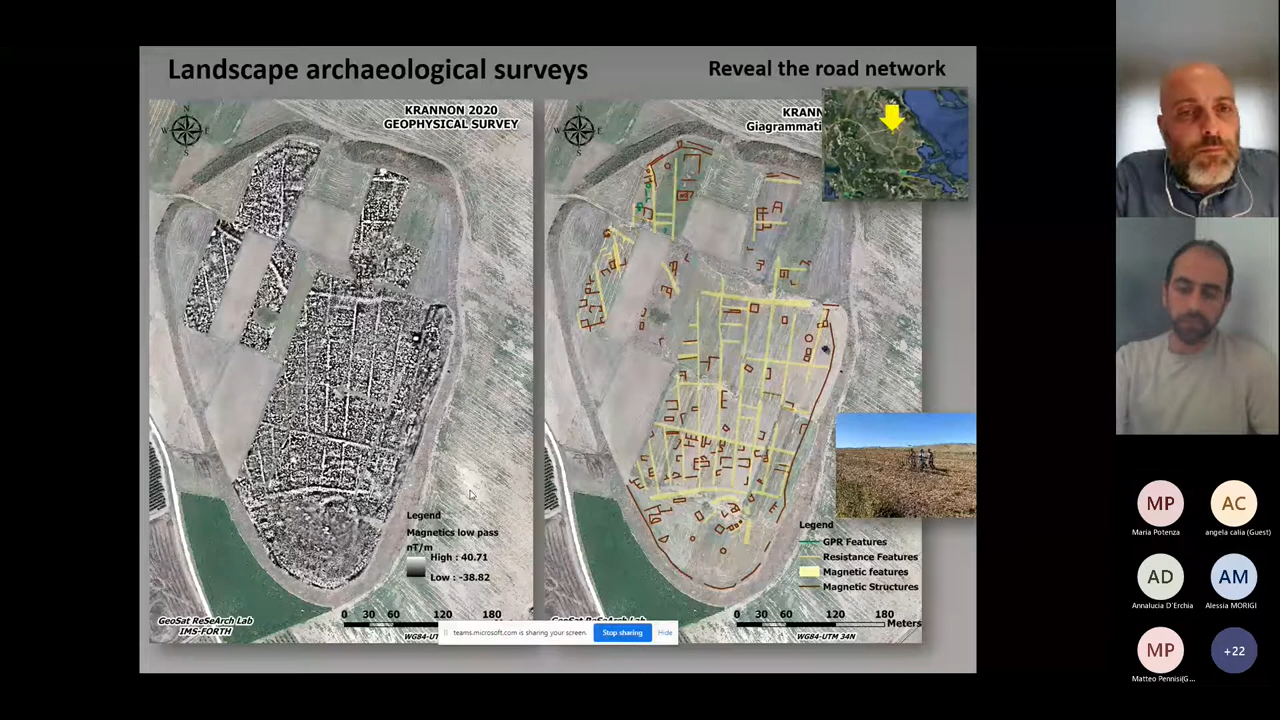 Landscape archaeological surveys
Reveal the road network
N
W
E
S
KRANNON 2020
GEOPHYSICAL SURVEY
N
W
E
S
KRANN
Giagrammati
Legend
Magnetics low pass
nT/m
High : 40.71
Low : -38.82
Legend
GPR Features
Resistance Features
Magnetic features
Magnetic Structures
GeoSat ReSeArch Lab
IMS-FORTH
0 30 60 120 180
WG84-UT
0 30 60 120 180
Meters
WG84-UTM 34N
teams.microsoft.com is sharing your screen.
Stop sharing
Hide
MP
Maria Potenza
AC
angela calia (Guest)
AD
Annalucia D'Erchia
AM
Alessia MORIGI
MP
Matteo Pennisi(G...
+22